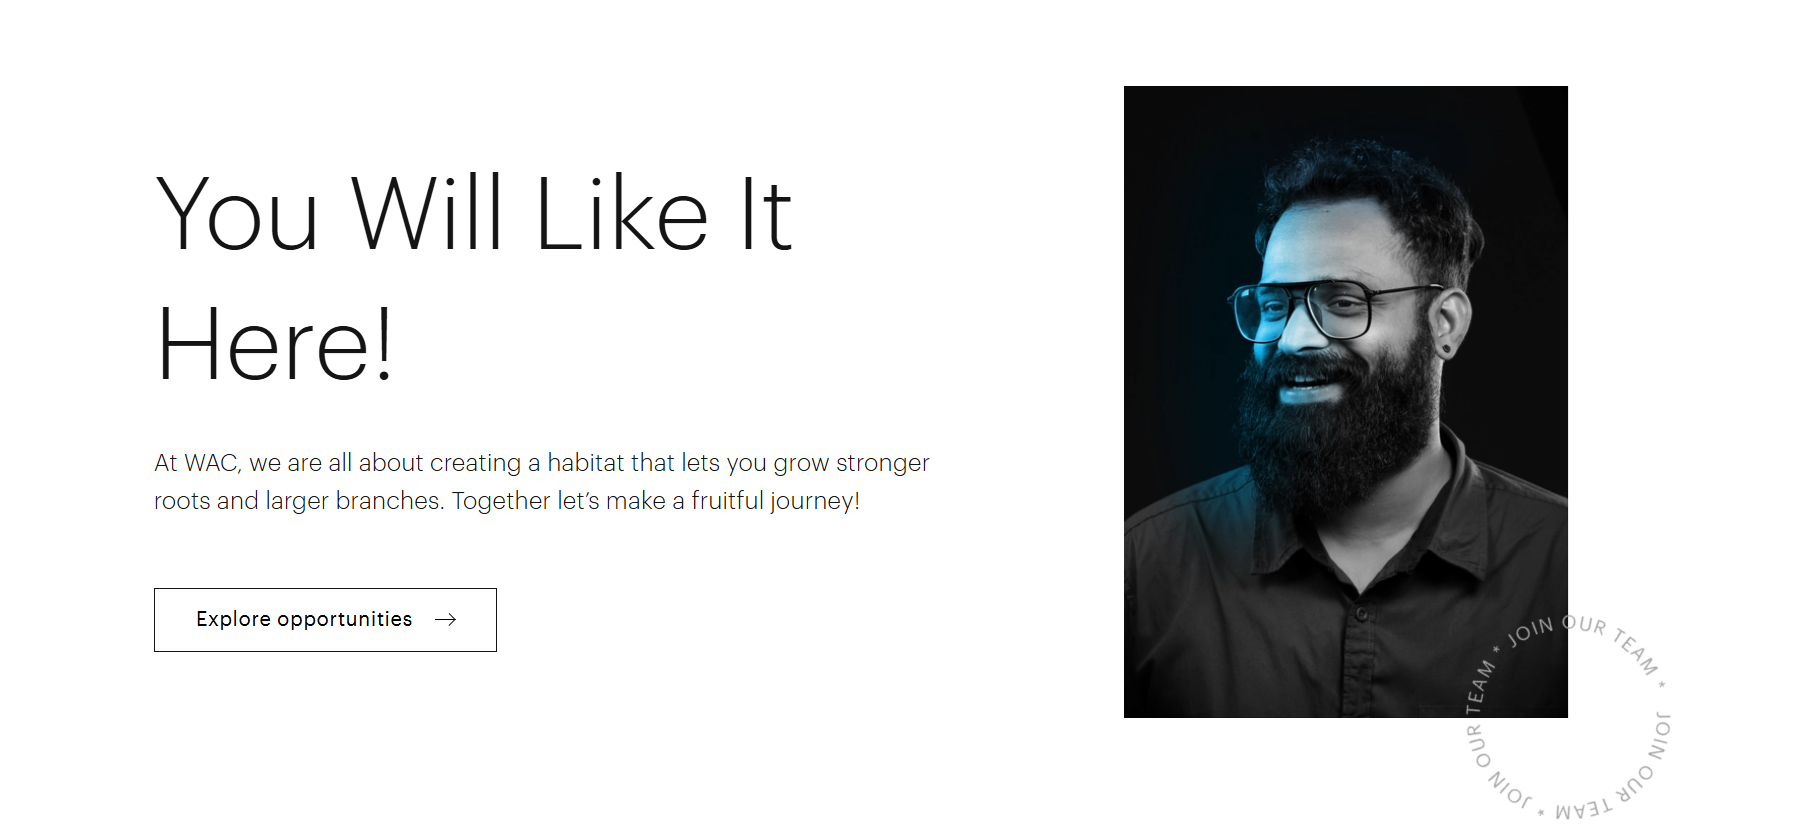 You Will Like It
Here!
At WAC, we are all about creating a habitat that lets you grow stronger
roots and larger branches. Together let’s make a fruitful journey!
Explore opportunities →
JOIN OUR TEAM * JOIN OUR TEAM * JOIN OUR TEAM *